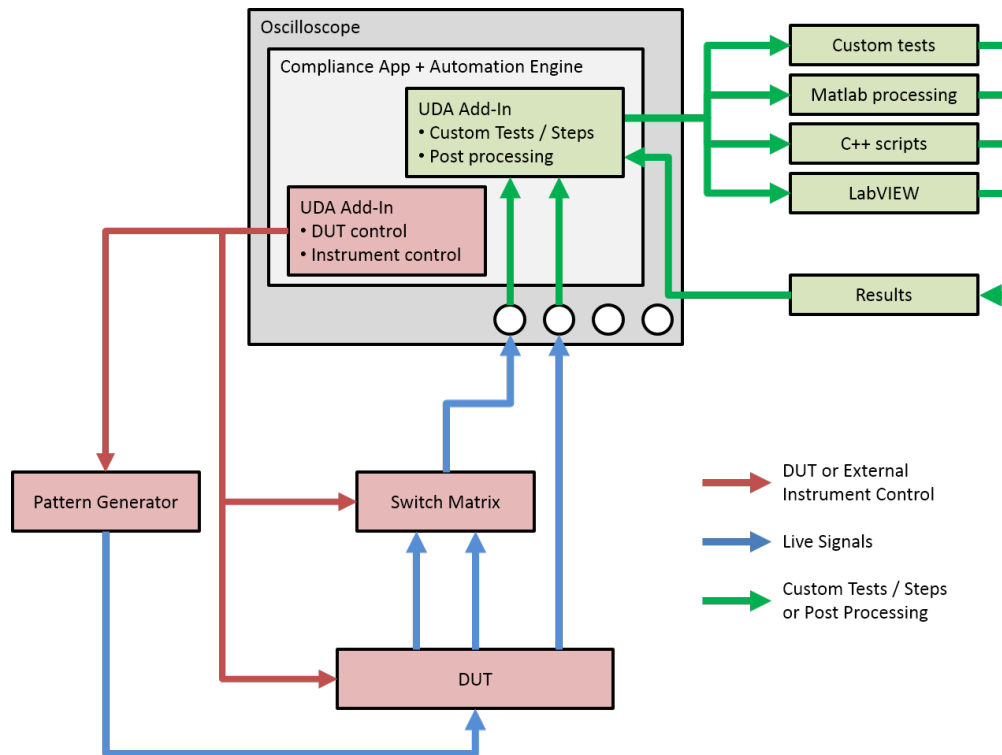 Oscilloscope
Compliance App + Automation Engine
UDA Add-In
• Custom Tests / Steps
• Post processing
UDA Add-In
• DUT control
• Instrument control
Custom tests
Matlab processing
C++ scripts
LabVIEW
Results
Pattern Generator
Switch Matrix
DUT
DUT or External
Instrument Control
Live Signals
Custom Tests / Steps
or Post Processing